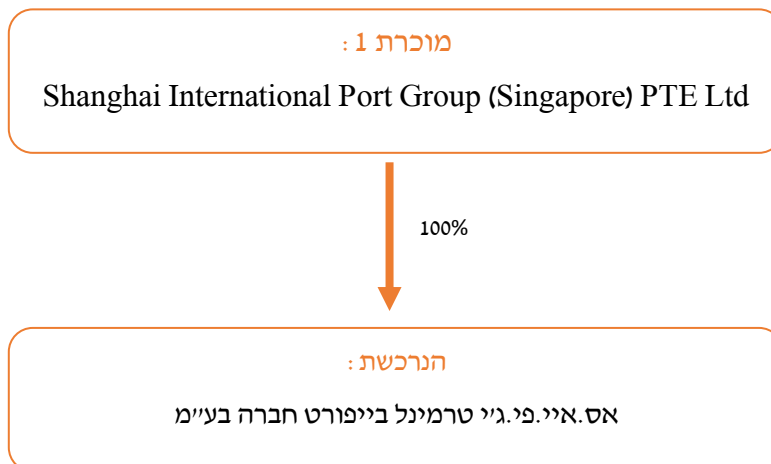 מוכרת 1 :
Shanghai International Port Group (Singapore) PTE Ltd
100%
הנרכשת :
אס.איי.פי.ג'י טרמינל בייפורט חברה בע"מ